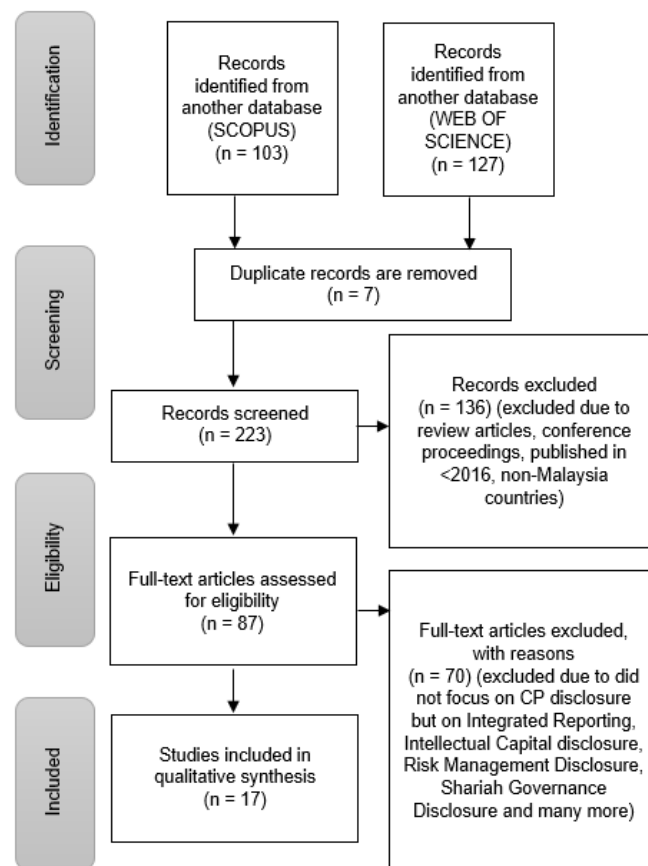 Identification
Records
identified from
another database
(SCOPUS)
(n = 103)
Records
identified from
another database
(WEB OF
SCIENCE)
(n = 127)
Screening
Duplicate records are removed
(n = 7)
Records screened
(n = 223)
Records excluded
(n = 136) (excluded due to
review articles, conference
proceedings, published in
<2016, non-Malaysia
countries)
Eligibility
Full-text articles assessed
for eligibility
(n = 87)
Full-text articles excluded,
with reasons
(n = 70) (excluded due to did
not focus on CP disclosure
but on Integrated Reporting,
Intellectual Capital disclosure,
Risk Management Disclosure,
Shariah Governance
Disclosure and many more)
Included
Studies included in
qualitative synthesis
(n = 17)